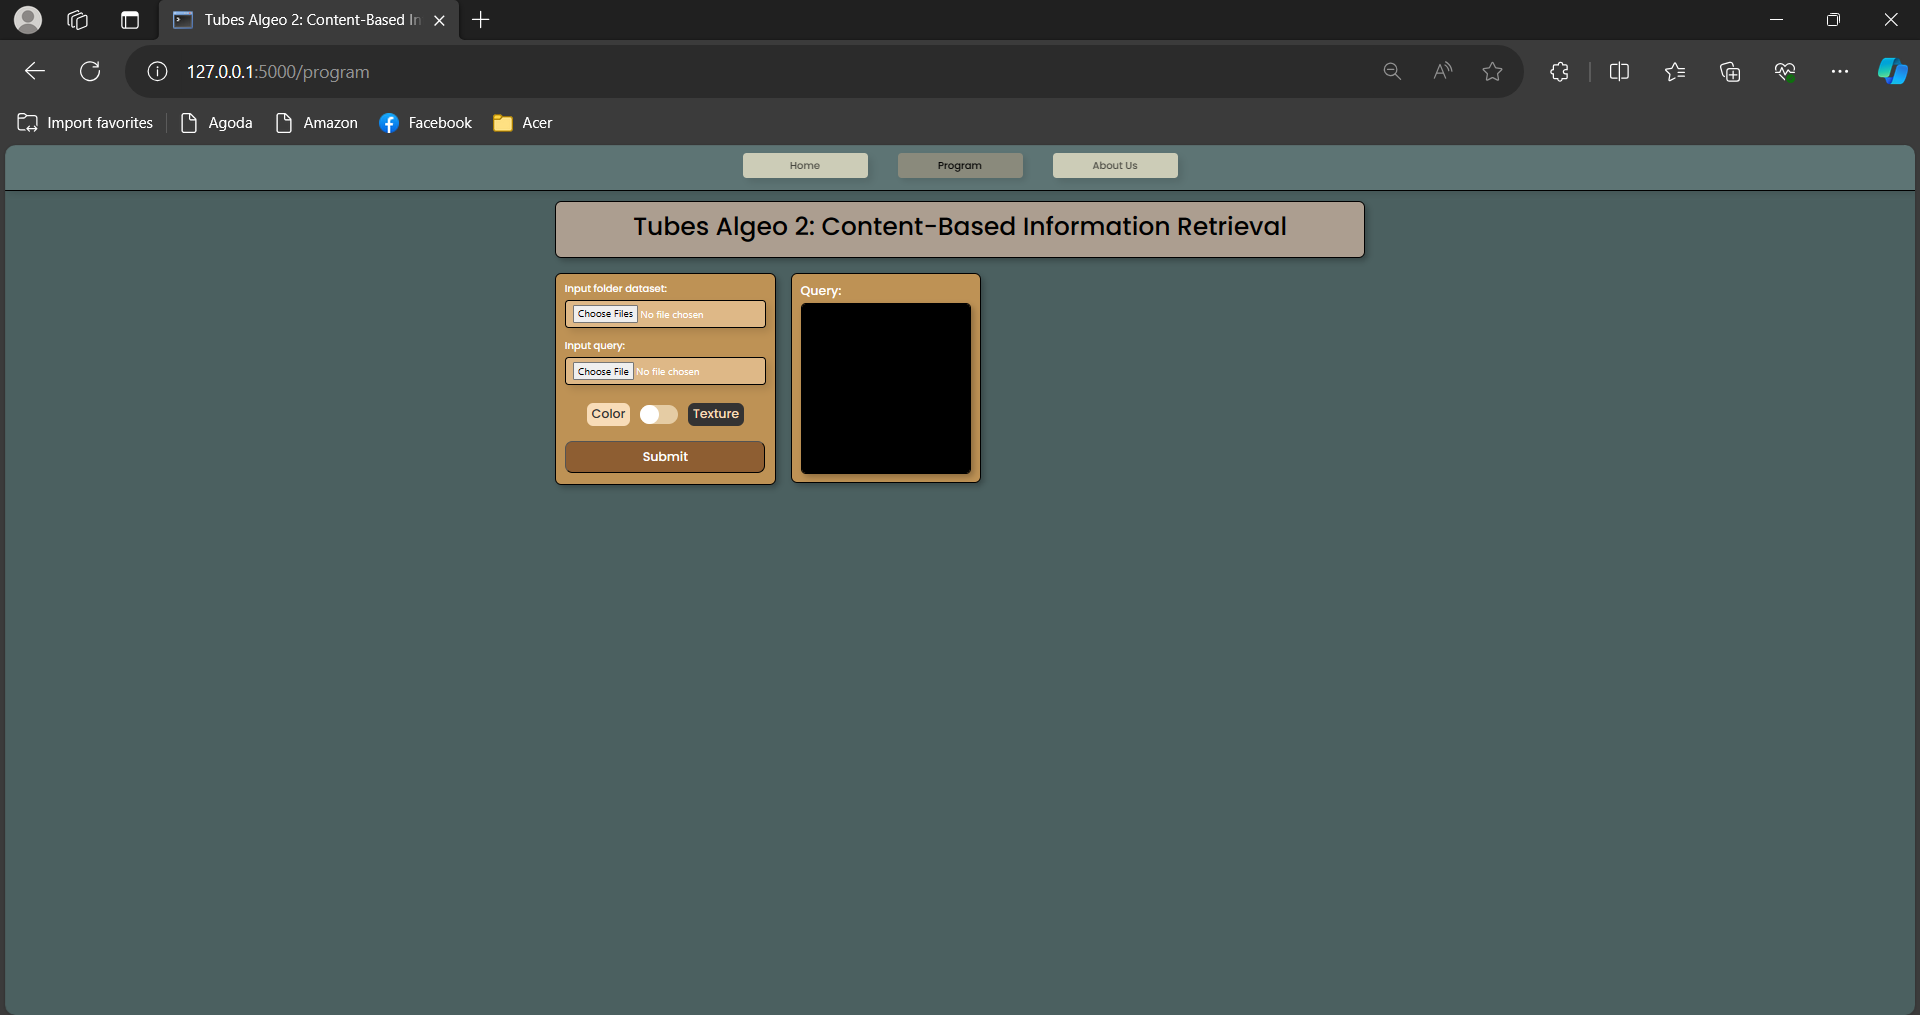 Tubes Algeo 2: Content-Based In
127.0.0.1:5000/program
Import favorites
Agoda
Amazon
Facebook
Acer
Home
Program
About Us
Tubes Algeo 2: Content-Based Information Retrieval
Input folder dataset:
Choose Files No file chosen
Input query:
Choose File No file chosen
Color
Texture
Submit
Query: